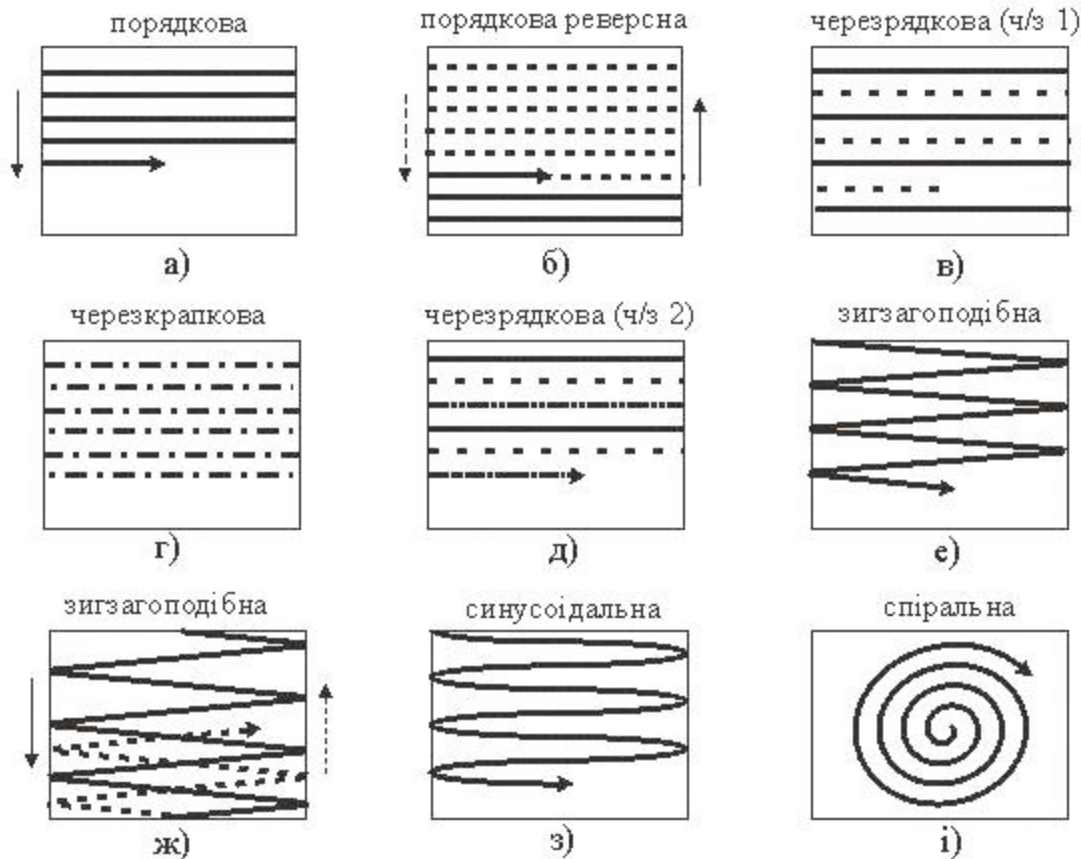 порядкова
порядкова реверсна
черезрядкова (ч/з 1)
а)
б)
в)
черезкрапкова
черезрядкова (ч/з 2)
зигзагоподібна
г)
д)
е)
зигзагоподібна
синусоїдальна
спіральна
ж)
з)
і)